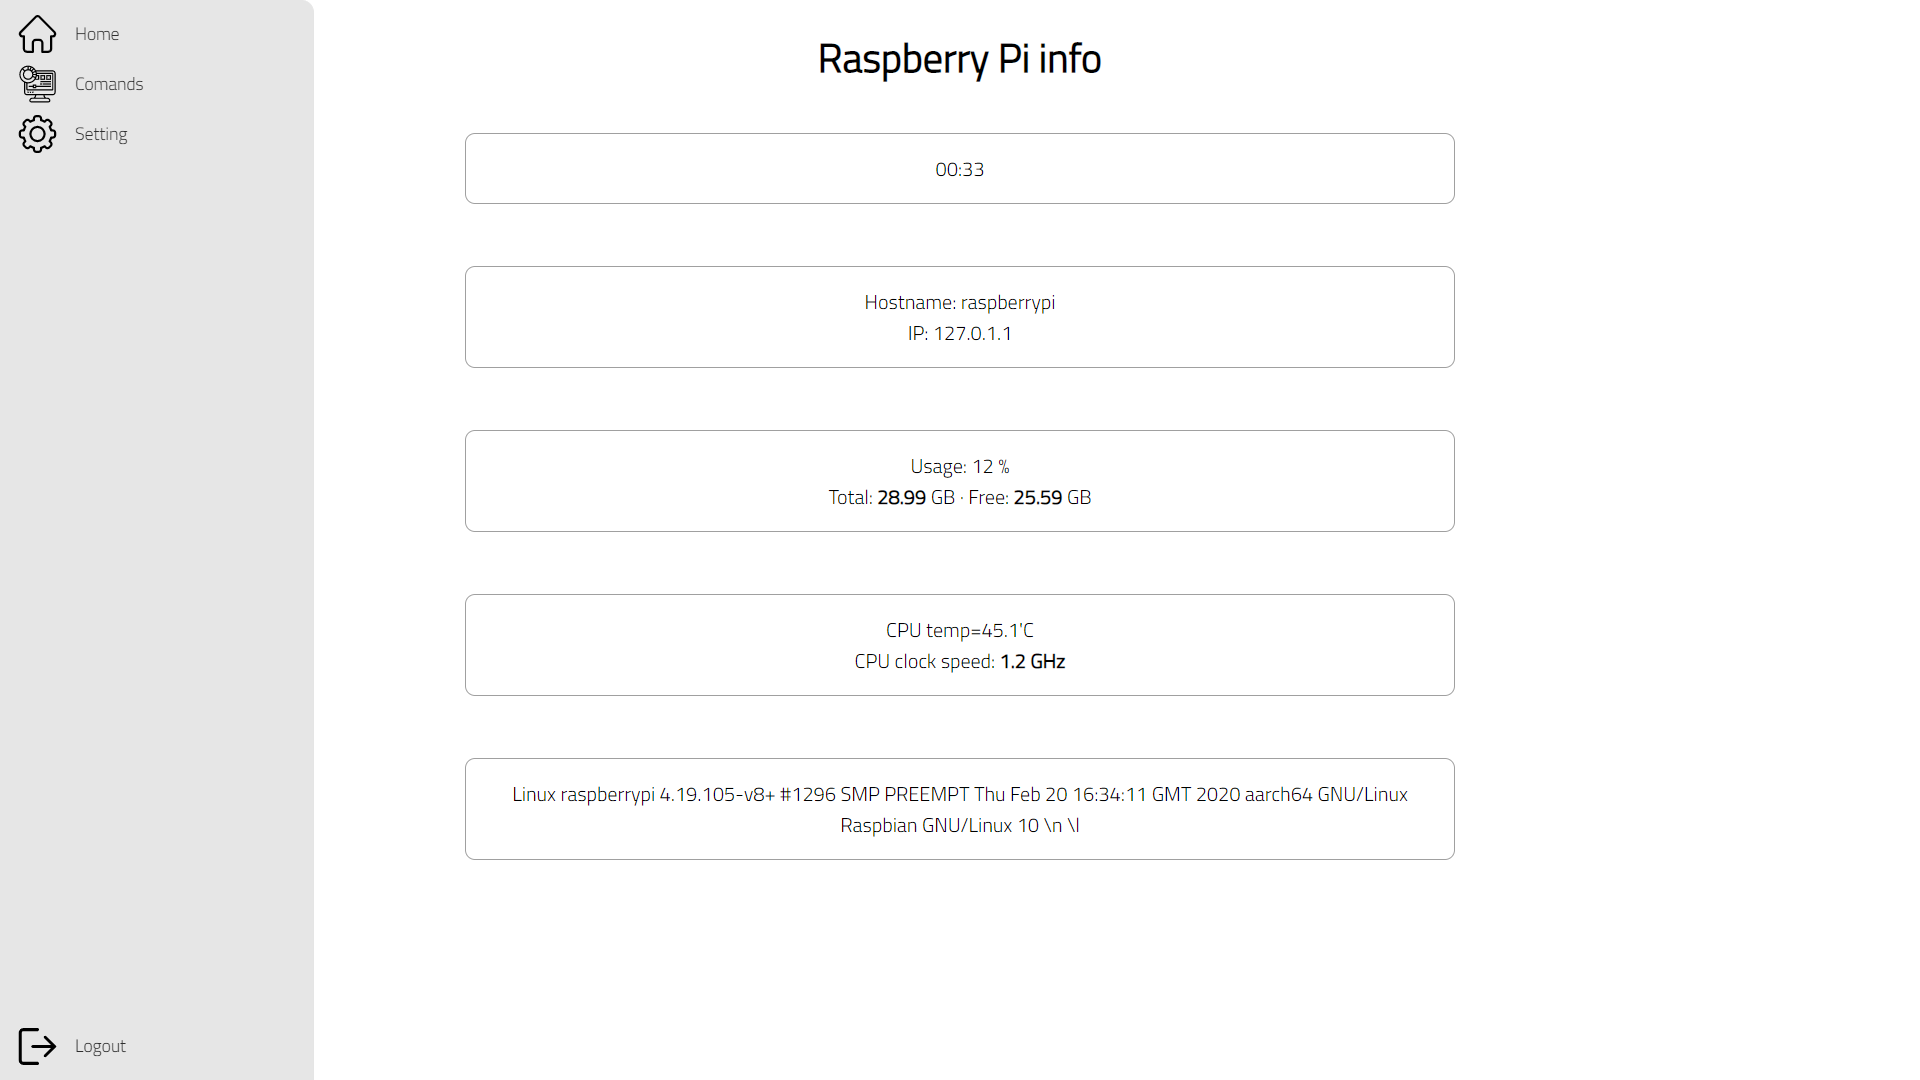 Home
Comands
Setting
Logout
Raspberry Pi info
00:33
Hostname: raspberrypi
IP: 127.0.1.1
Usage: 12 %
Total: 28.99 GB · Free: 25.59 GB
CPU temp=45.1'C
CPU clock speed: 1.2 GHz
Linux raspberrypi 4.19.105-v8+ #1296 SMP PREEMPT Thu Feb 20 16:34:11 GMT 2020 aarch64 GNU/Linux
Raspbian GNU/Linux 10 \n \l